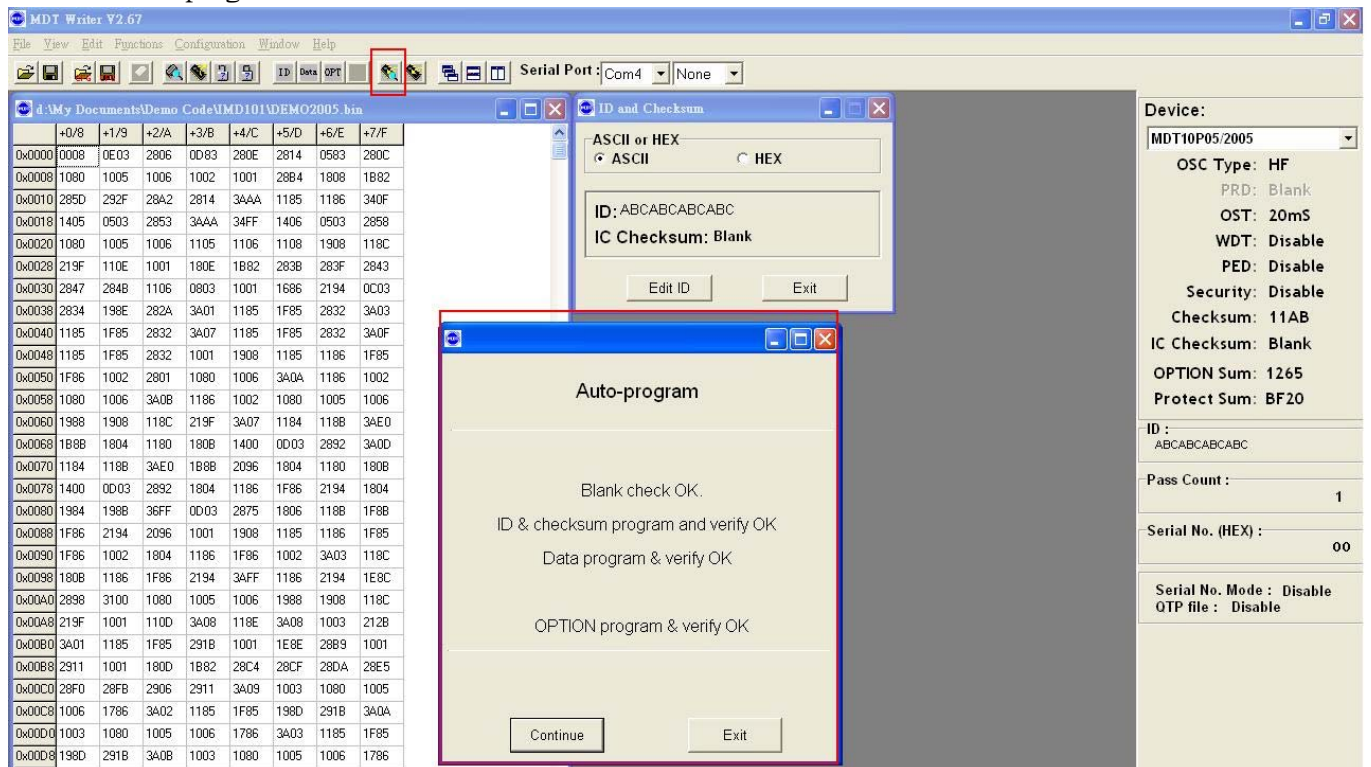 MDT Writer V2.67
File View Edit Functions Configuration Window Help
ID Data OPT Serial Port : Com4 None
d:\My Documents\Demo Code\IMD101\DEMO2005.bin
+0/8 +1/9 +2/A +3/B +4/C +5/D +6/E +7/F
0x0000 0008 0E03 2806 0D83 280E 2814 0583 280C
0x0008 1080 1005 1006 1002 1001 28B4 1808 1B82
0x0010 285D 292F 28A2 2814 3AAA 1185 1186 340F
0x0018 1405 0503 2853 3AAA 34FF 1406 0503 2858
0x0020 1080 1005 1006 1105 1106 1108 1908 118C
0x0028 219F 110E 1001 180E 1B82 283B 283F 2843
0x0030 2847 284B 1106 0803 1001 1686 2194 0C03
0x0038 2834 198E 282A 3A01 1185 1F85 2832 3A03
0x0040 1185 1F85 2832 3A07 1185 1F85 2832 3A0F
0x0048 1185 1F85 2832 1001 1908 1185 1186 1F85
0x0050 1F86 1002 2801 1080 1006 3A0A 1186 1002
0x0058 1080 1006 3A0B 1186 1002 1080 1005 1006
0x0060 1988 1908 118C 219F 3A07 1184 118B 3AE0
0x0068 1B8B 1804 1180 180B 1400 0D03 2892 3A0D
0x0070 1184 118B 3AE0 1B8B 2096 1804 1180 180B
0x0078 1400 0D03 2892 1804 1186 1F86 2194 1804
0x0080 1984 198B 36FF 0D03 2875 1806 118B 1F8B
0x0088 1F86 2194 2096 1001 1908 1185 1186 1F85
0x0090 1F86 1002 1804 1186 1F86 1002 3A03 118C
0x0098 180B 1186 1F86 2194 3AFF 1186 2194 1E8C
0x00A0 2898 3100 1080 1005 1006 1988 1908 118C
0x00A8 219F 1001 110D 3A08 118E 3A08 1003 212B
0x00B0 3A01 1185 1F85 291B 1001 1E8E 28B9 1001
0x00B8 2911 1001 180D 1B82 28C4 28CF 28DA 28E5
0x00C0 28F0 28FB 2906 2911 3A09 1003 1080 1005
0x00C8 1006 1786 3A02 1185 1F85 198D 291B 3A0A
0x00D0 1003 1080 1005 1006 1786 3A03 1185 1F85
0x00D8 198D 291B 3A0B 1003 1080 1005 1006 1786
ID and Checksum
ASCII or HEX
ASCII HEX
ID: ABCABCABCABC
IC Checksum: Blank
Edit ID Exit
Auto-program
Blank check OK.
ID & checksum program and verify OK
Data program & verify OK
OPTION program & verify OK
Continue Exit
Device:
MDT10P05/2005
OSC Type: HF
PRD: Blank
OST: 20mS
WDT: Disable
PED: Disable
Security: Disable
Checksum: 11AB
IC Checksum: Blank
OPTION Sum: 1265
Protect Sum: BF20
ID :
ABCABCABCABC
Pass Count :
1
Serial No. (HEX) :
00
Serial No. Mode : Disable
QTP file : Disable